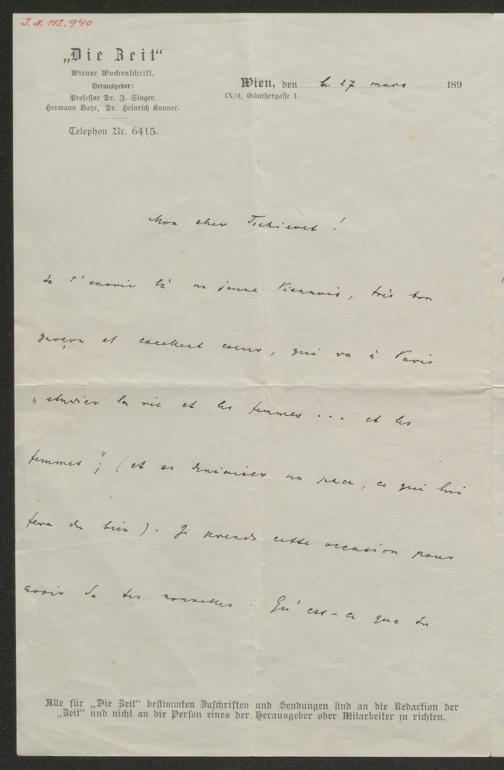 J. N. 112.940
„Die Zeit“
Wiener Wochenschrift.
Herausgeber:
Professor Dr. J. Singer.
Hermann Bahr, Dr. Heinrich Kanner.
Telephon Nr. 6415.
Wien, den le 27 mars 189
IX/3, Günthergasse 1.
Mon cher !
Je t'envoie là un jeune Viennois, très bon
garçon et excellent coeur, qui va à Paris
„étudier la vie et les femmes ... et les
femmes“; (et se déniaiser un peu, ce qui lui
fera du bien). Je prends cette occasion pour
avoir de tes nouvelles. Qu'est-ce que tu
Alle für „Die Zeit“ bestimmten Zuschriften und Sendungen sind an die Redaction der
„Zeit“ und nicht an die Person eines der Herausgeber oder Mitarbeiter zu richten.